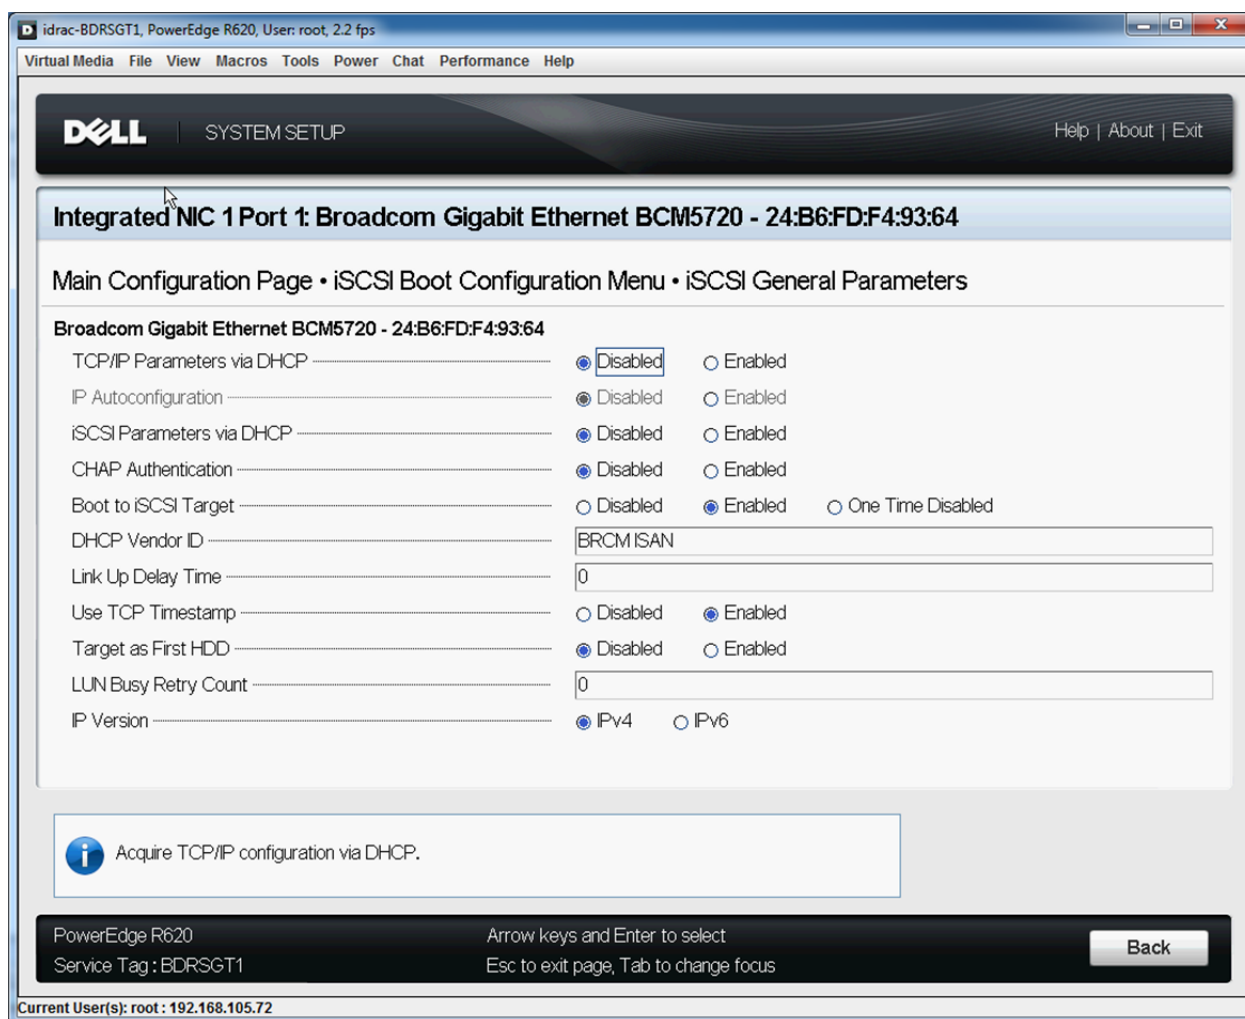 idrac-BDRSGT1, PowerEdge R620, User: root, 2.2 fps
Virtual Media File View Macros Tools Power Chat Performance Help
DELL SYSTEM SETUP Help | About | Exit
Integrated NIC 1 Port 1: Broadcom Gigabit Ethernet BCM5720 - 24:B6:FD:F4:93:64
Main Configuration Page • iSCSI Boot Configuration Menu • iSCSI General Parameters
Broadcom Gigabit Ethernet BCM5720 - 24:B6:FD:F4:93:64
TCP/IP Parameters via DHCP Disabled Enabled
IP Autoconfiguration Disabled Enabled
iSCSI Parameters via DHCP Disabled Enabled
CHAP Authentication Disabled Enabled
Boot to iSCSI Target Disabled Enabled One Time Disabled
DHCP Vendor ID BRCM ISAN
Link Up Delay Time 0
Use TCP Timestamp Disabled Enabled
Target as First HDD Disabled Enabled
LUN Busy Retry Count 0
IP Version IPv4 IPv6
Acquire TCP/IP configuration via DHCP.
PowerEdge R620 Arrow keys and Enter to select
Service Tag : BDRSGT1 Esc to exit page, Tab to change focus
Back
Current User(s): root : 192.168.105.72